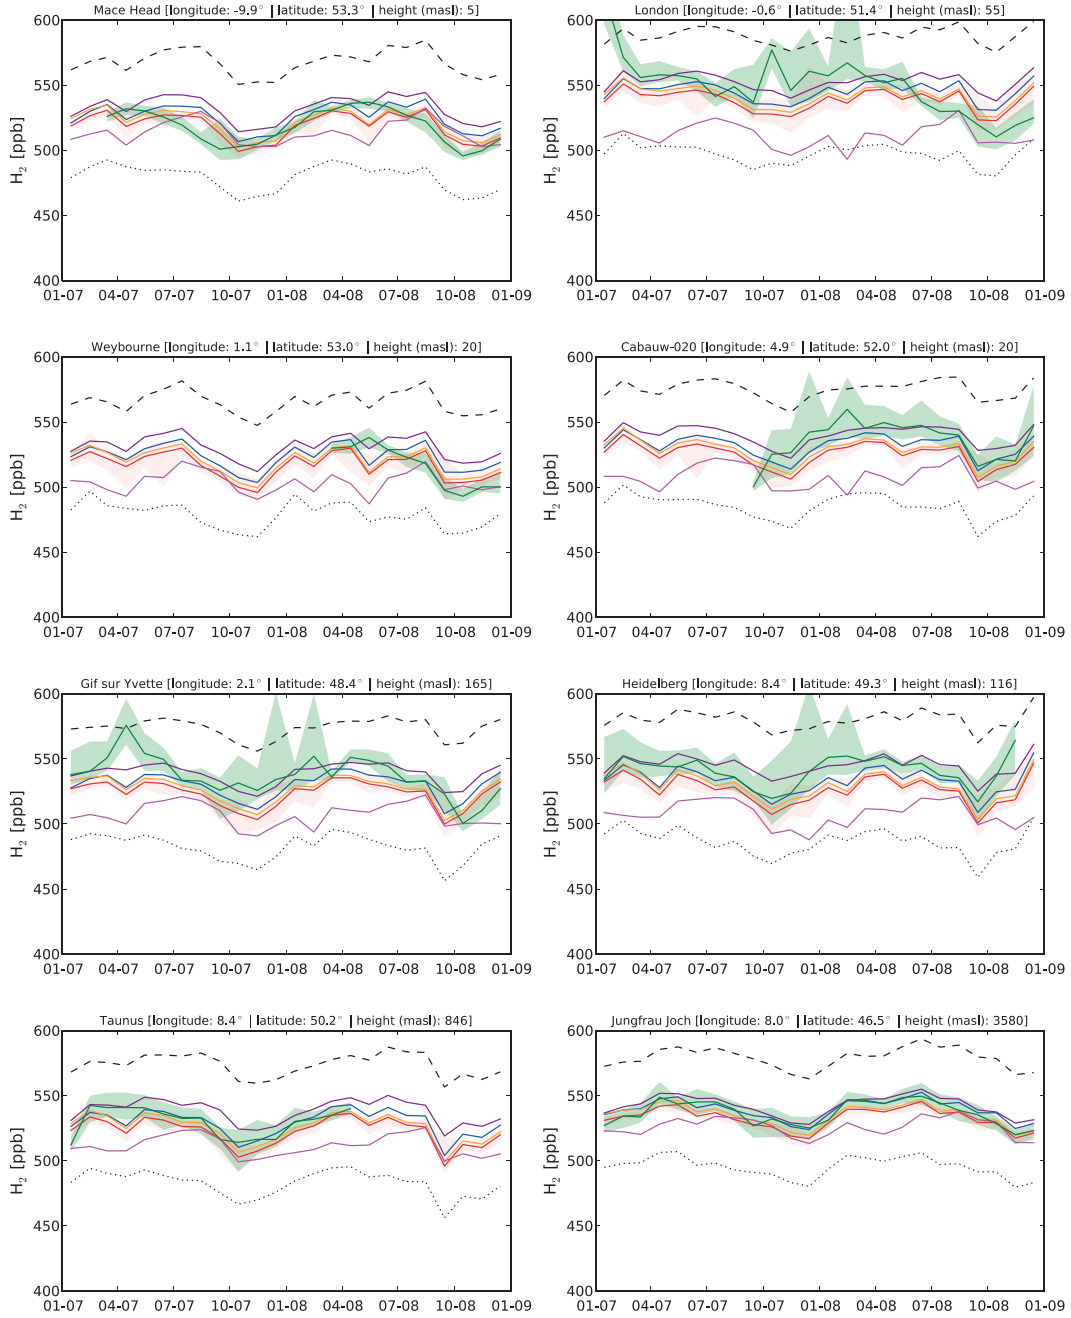 Mace Head [longitude: -9.9° | latitude: 53.3° | height (masl): 5]
600
550
500
450
400
H2 [ppb]
01-07 04-07 07-07 10-07 01-08 04-08 07-08 10-08 01-09
London [longitude: -0.6° | latitude: 51.4° | height (masl): 55]
600
550
500
450
400
H2 [ppb]
01-07 04-07 07-07 10-07 01-08 04-08 07-08 10-08 01-09
Weybourne [longitude: 1.1° | latitude: 53.0° | height (masl): 20]
600
550
500
450
400
H2 [ppb]
01-07 04-07 07-07 10-07 01-08 04-08 07-08 10-08 01-09
Cabauw-020 [longitude: 4.9° | latitude: 52.0° | height (masl): 20]
600
550
500
450
400
H2 [ppb]
01-07 04-07 07-07 10-07 01-08 04-08 07-08 10-08 01-09
Gif sur Yvette [longitude: 2.1° | latitude: 48.4° | height (masl): 165]
600
550
500
450
400
H2 [ppb]
01-07 04-07 07-07 10-07 01-08 04-08 07-08 10-08 01-09
Heidelberg [longitude: 8.4° | latitude: 49.3° | height (masl): 116]
600
550
500
450
400
H2 [ppb]
01-07 04-07 07-07 10-07 01-08 04-08 07-08 10-08 01-09
Taunus [longitude: 8.4° | latitude: 50.2° | height (masl): 846]
600
550
500
450
400
H2 [ppb]
01-07 04-07 07-07 10-07 01-08 04-08 07-08 10-08 01-09
Jungfrau Joch [longitude: 8.0° | latitude: 46.5° | height (masl): 3580]
600
550
500
450
400
H2 [ppb]
01-07 04-07 07-07 10-07 01-08 04-08 07-08 10-08 01-09